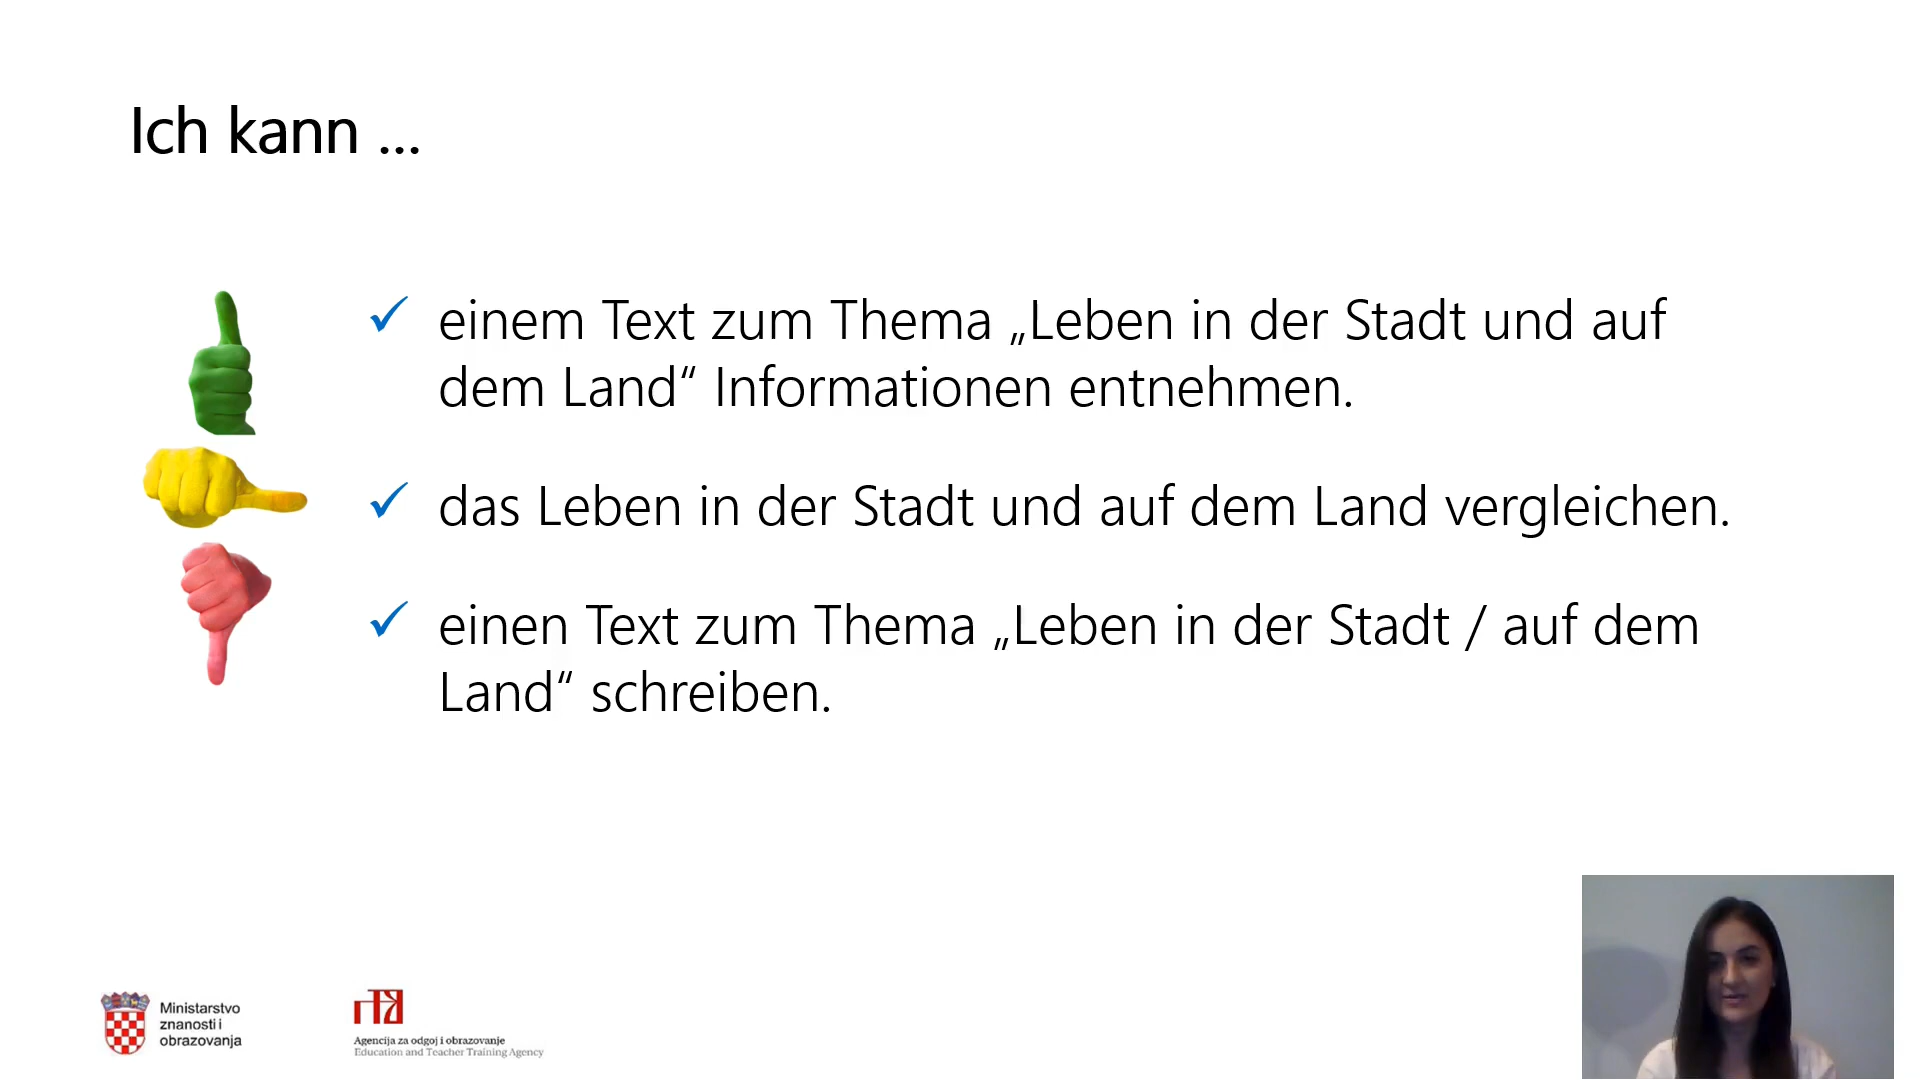 Ich kann ...
einem Text zum Thema „Leben in der Stadt und auf
dem Land“ Informationen entnehmen.
das Leben in der Stadt und auf dem Land vergleichen.
einen Text zum Thema „Leben in der Stadt / auf dem
Land“ schreiben.
Ministarstvo
znanosti i
obrazovanja
Agencija za odgoj i obrazovanje
Education and Teacher Training Agency